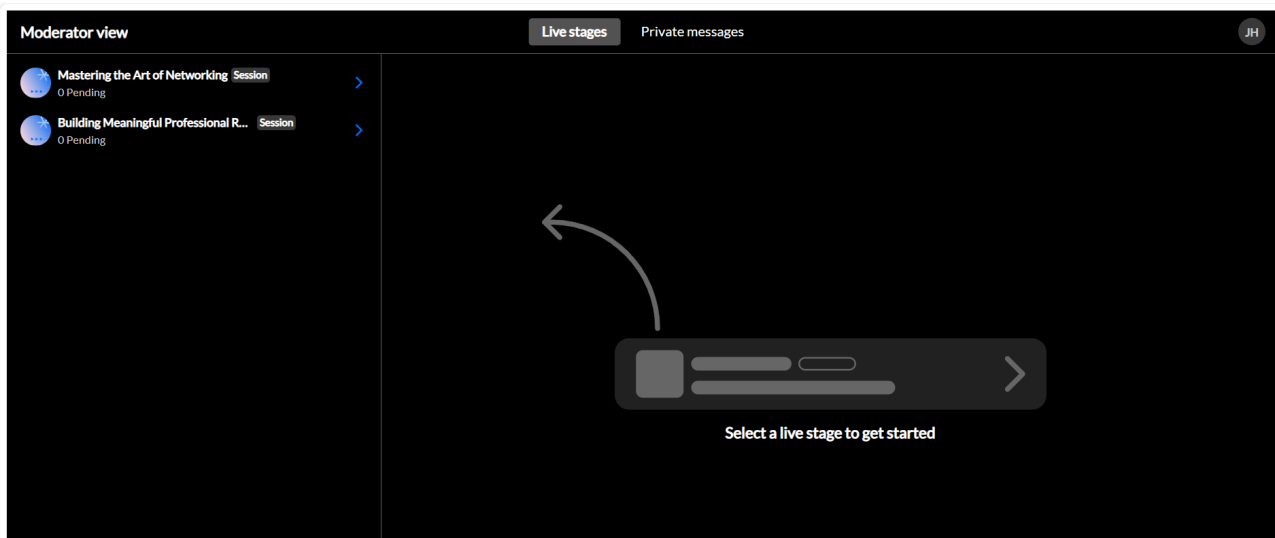 Moderator view
Live stages
Private messages
JH
Mastering the Art of Networking Session
0 Pending
Building Meaningful Professional R... Session
0 Pending
Select a live stage to get started